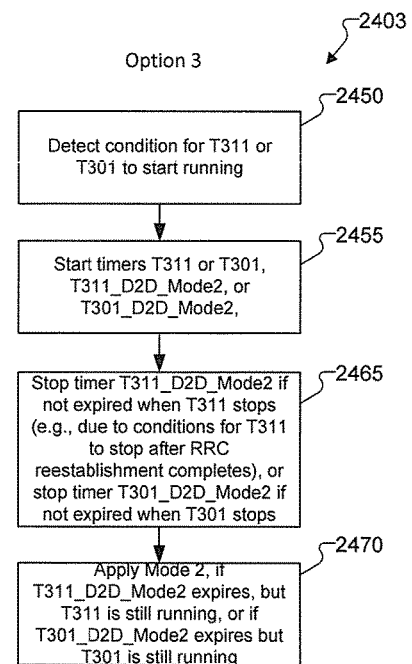 2403
Option 3
2450
Detect condition for T311 or
T301 to start running
2455
Start timers T311 or T301,
T311_D2D_Mode2, or
T301_D2D_Mode2,
2465
Stop timer T311_D2D_Mode2 if
not expired when T311 stops
(e.g., due to conditions for T311
to stop after RRC
reestablishment completes), or
stop timer T301_D2D_Mode2 if
not expired when T301 stops
2470
Apply Mode 2, if
T311_D2D_Mode2 expires, but
T311 is still running, or if
T301_D2D_Mode2 expires but
T301 is still running